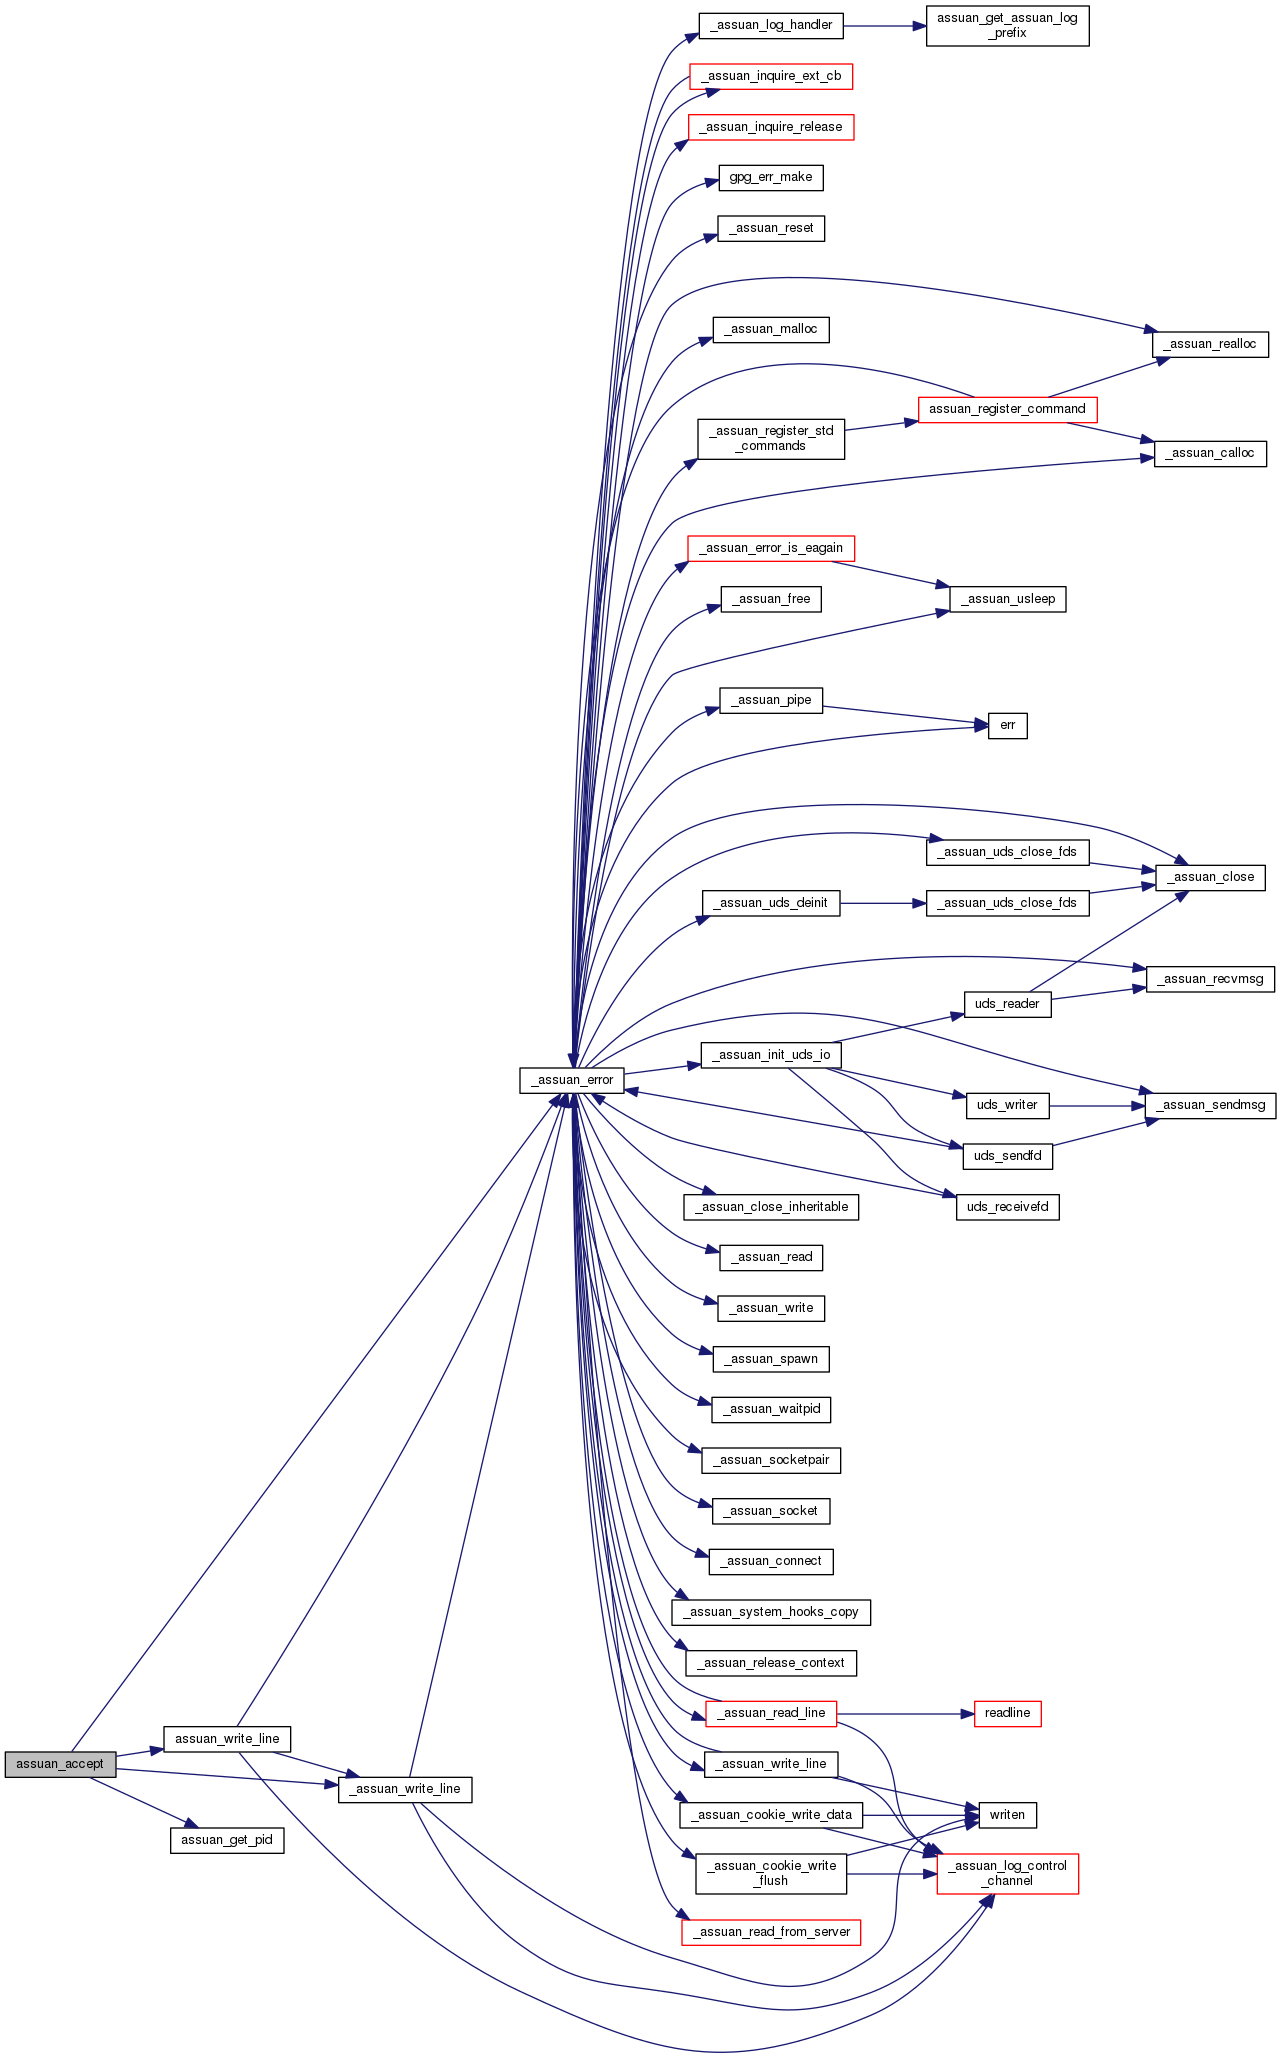 _assuan_log_handler
assuan_get_assuan_log
_prefix
_assuan_inquire_ext_cb
_assuan_inquire_release
gpg_err_make
_assuan_reset
_assuan_malloc
_assuan_realloc
assuan_register_command
_assuan_register_std
_commands
_assuan_calloc
_assuan_error_is_eagain
_assuan_free
_assuan_usleep
_assuan_pipe
err
_assuan_uds_close_fds
_assuan_close
_assuan_uds_deinit
_assuan_uds_close_fds
_assuan_recvmsg
uds_reader
_assuan_init_uds_io
_assuan_error
uds_writer
_assuan_sendmsg
uds_sendfd
_assuan_close_inheritable
uds_receivefd
_assuan_read
_assuan_write
_assuan_spawn
_assuan_waitpid
_assuan_socketpair
_assuan_socket
_assuan_connect
_assuan_system_hooks_copy
_assuan_release_context
_assuan_read_line
readline
assuan_write_line
assuan_accept
_assuan_write_line
_assuan_write_line
_assuan_cookie_write_data
writen
assuan_get_pid
_assuan_cookie_write
_flush
_assuan_log_control
_channel
_assuan_read_from_server